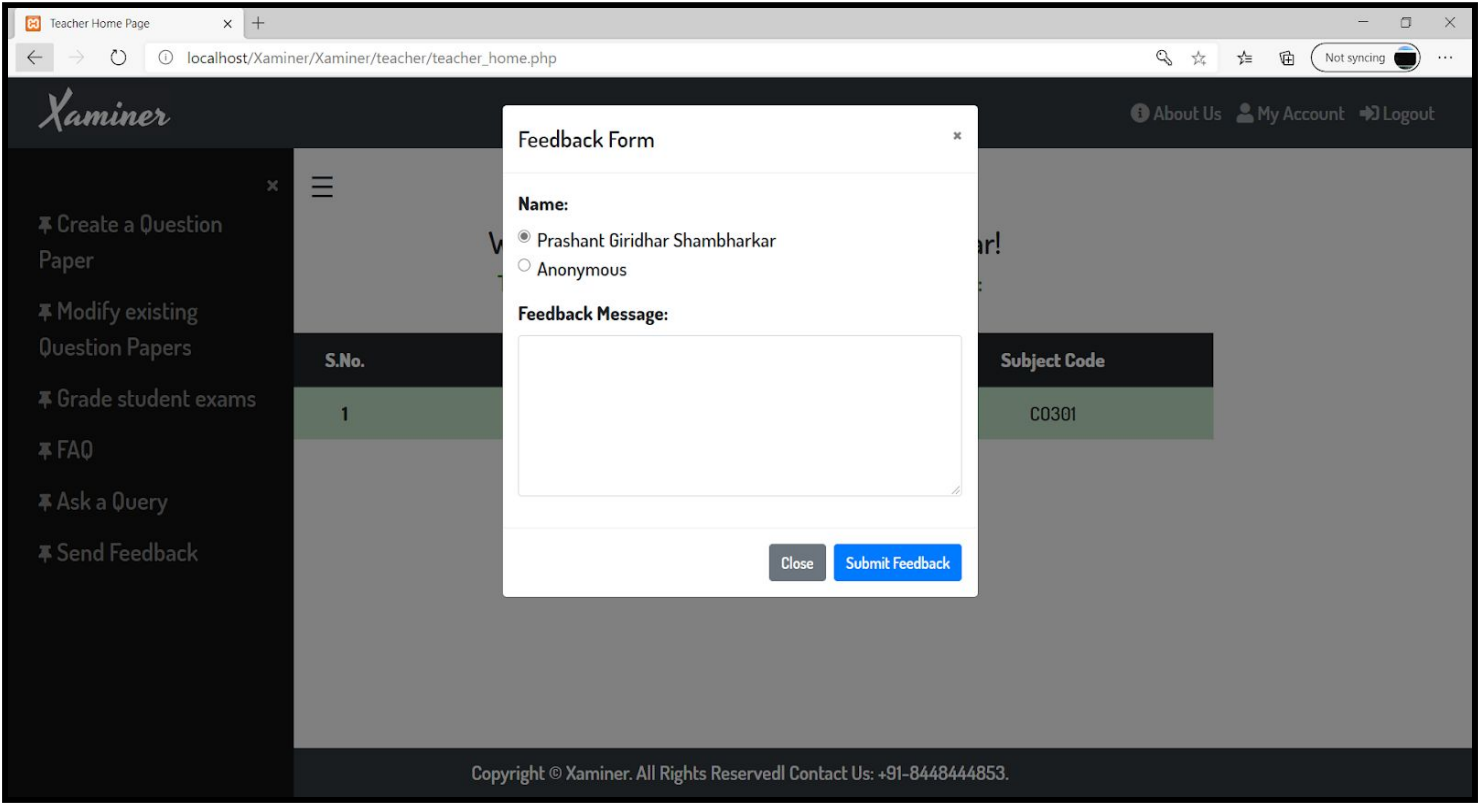 Teacher Home Page
localhost/Xaminer/Xaminer/teacher/teacher_home.php
Not syncing
Xaminer
About Us My Account Logout
Create a Question
Paper
Modify existing
Question Papers
Grade student exams
FAQ
Ask a Query
Send Feedback
Feedback Form
Name:
Prashant Giridhar Shambharkar
Anonymous
Feedback Message:
Close Submit Feedback
ar!
S.No. Subject Code
1 CO301
Copyright © Xaminer. All Rights Reservedl Contact Us: +91-8448444853.